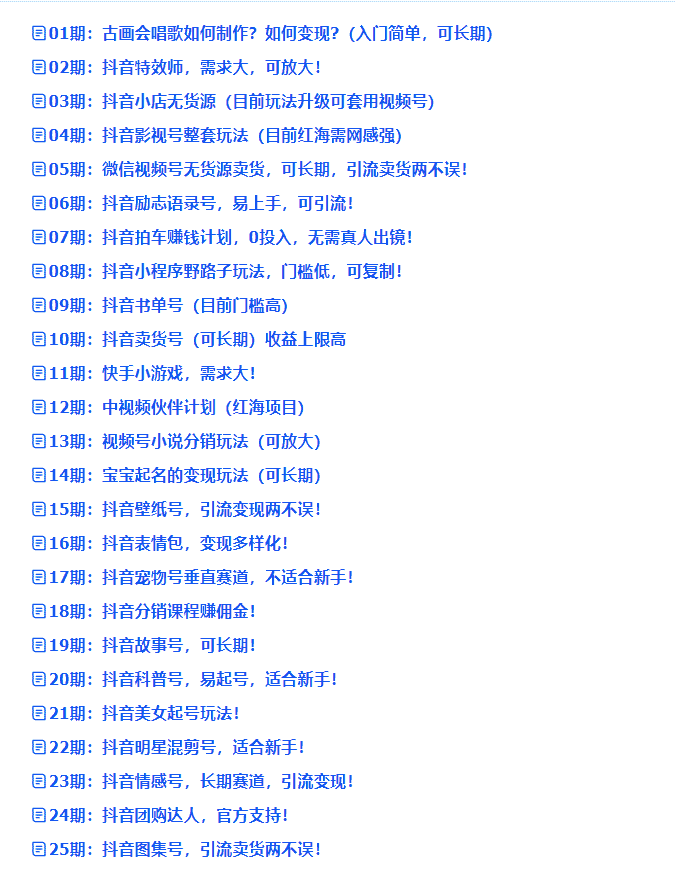 01期：古画会唱歌如何制作？如何变现？(入门简单，可长期)
02期：抖音特效师，需求大，可放大！
03期：抖音小店无货源（目前玩法升级可套用视频号）
04期：抖音影视号整套玩法（目前红海需网感强）
05期：微信视频号无货源卖货，可长期，引流卖货两不误！
06期：抖音励志语录号，易上手，可引流！
07期：抖音拍车赚钱计划，0投入，无需真人出镜！
08期：抖音小程序野路子玩法，门槛低，可复制！
09期：抖音书单号（目前门槛高）
10期：抖音卖货号（可长期）收益上限高
11期：快手小游戏，需求大！
12期：中视频伙伴计划（红海项目）
13期：视频号小说分销玩法（可放大）
14期：宝宝起名的变现玩法（可长期）
15期：抖音壁纸号，引流变现两不误！
16期：抖音表情包，变现多样化！
17期：抖音宠物号垂直赛道，不适合新手！
18期：抖音分销课程赚佣金！
19期：抖音故事号，可长期！
20期：抖音科普号，易起号，适合新手！
21期：抖音美女起号玩法！
22期：抖音明星混剪号，适合新手！
23期：抖音情感号，长期赛道，引流变现！
24期：抖音团购达人，官方支持！
25期：抖音图集号，引流卖货两不误！